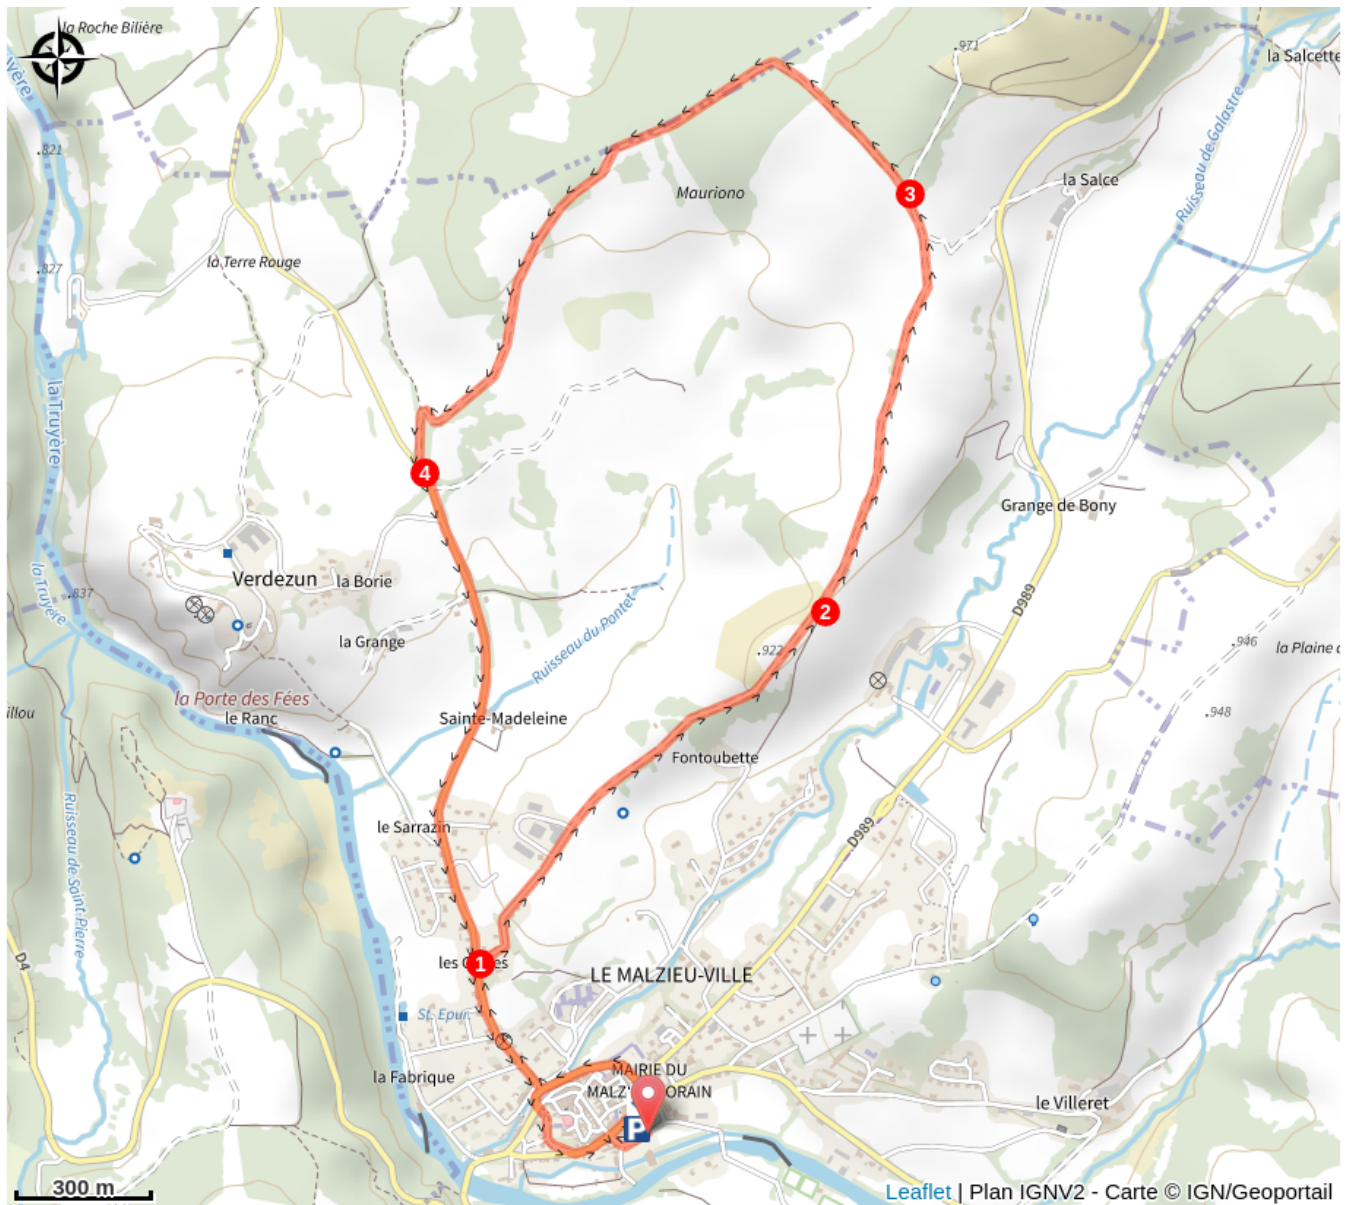 la Roche Bilière
971
la Salcette
uyère
821
Ruisseau de Galastre
la Salce
3
Mauriono
la Terre Rouge
827
la Truyère
4
Grange de Bony
Verdezun
la Borie
la Truyère
837
D989
2
Ruisseau du Pontet
la Grange
922
946
la Plaine d
la Porte des Fées
illou
le Ranc
Sainte-Madeleine
948
Fontoubette
Ruisseau de Saint-Pierre
le Sarrazin
D989
D4
1
LE MALZIEU-VILLE
St. Epur.
MAIRIE DU
la Fabrique
ORAIN
le Villeret
P
300 m
Leaflet | Plan IGNV2 - Carte © IGN/Geoportail